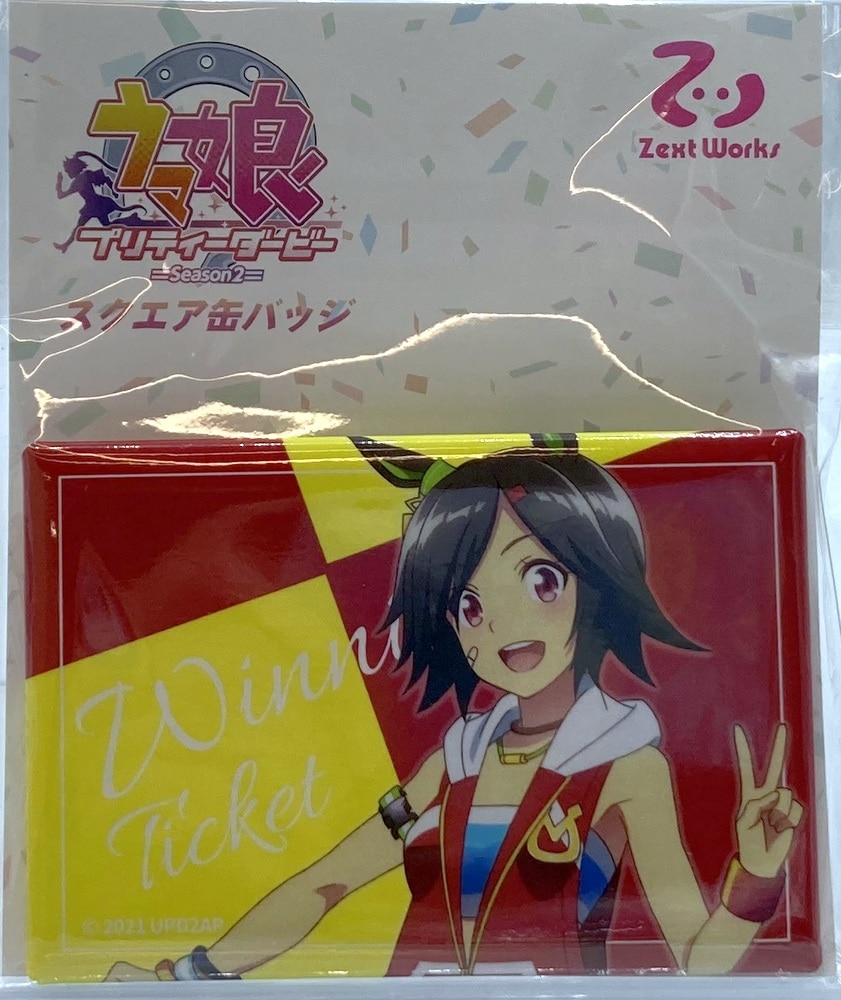 ウマ娘
プリティーダービー
Season2
スクエア缶バッジ
Zext Works
Winni
Ticket
© 2021 UPD2AP